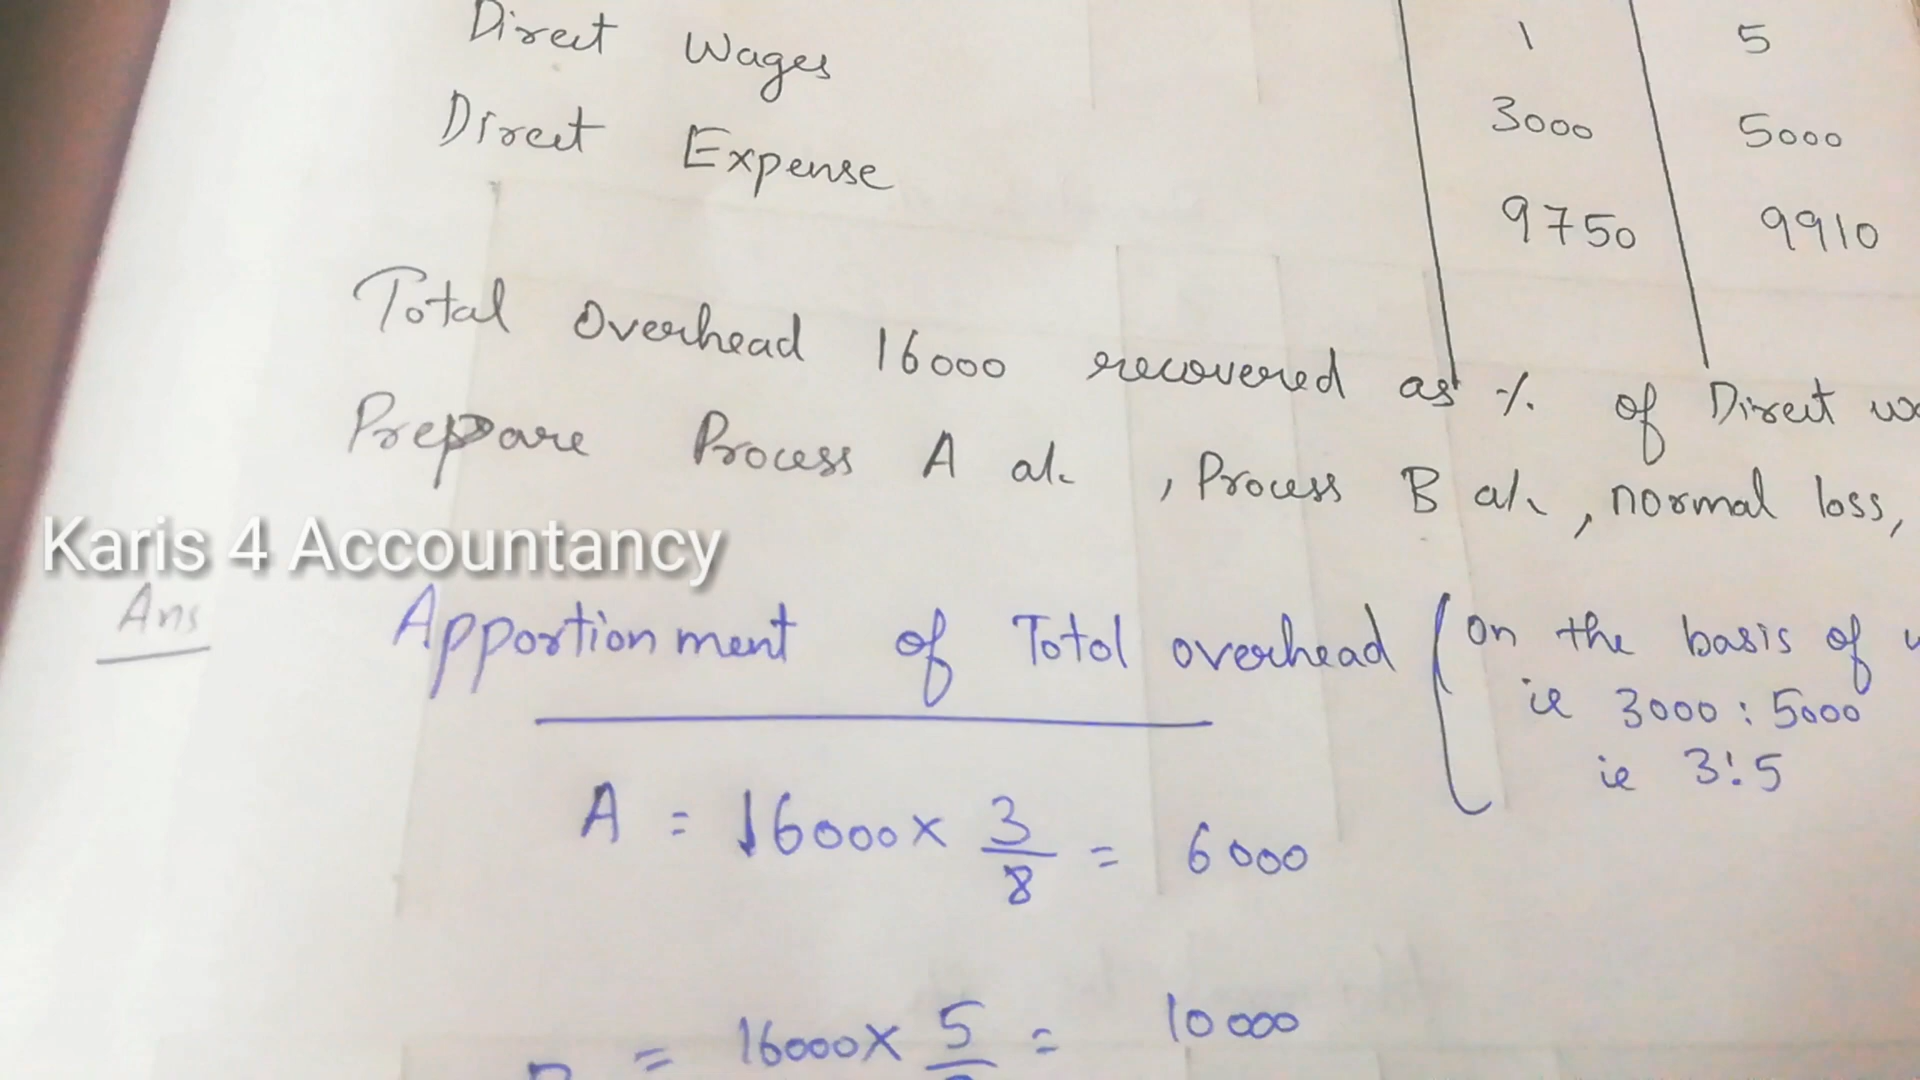 Direct Wages 1 5
Direct Expense 3000 5000
9750 9910
Total Overhead 16000 recovered as % of Direct
Prepare Process A a/c , Process B a/c , normal loss,
Karis 4 Accountancy
Ans
Apportionment of Total overhead ( on the basis of
ie 3000 : 5000
ie 3:5
A = 16000 x 3/8 = 6000
= 16000 x 5/ = 10000